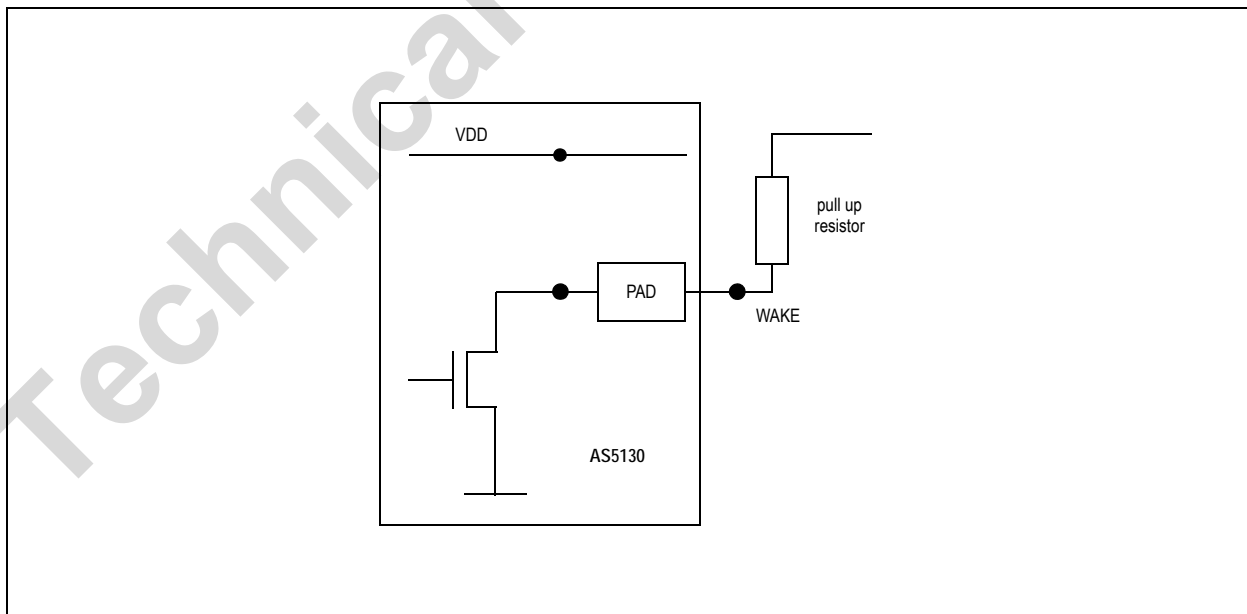 Technical
VDD
pull up
resistor
PAD
WAKE
AS5130